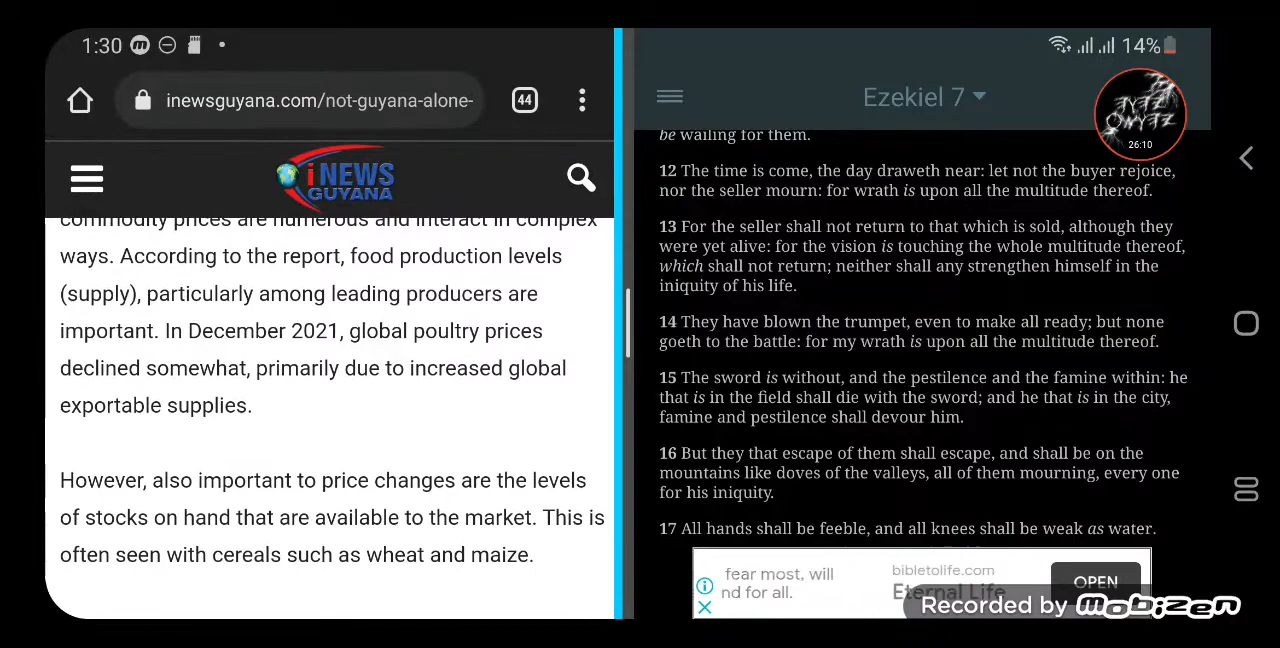 1:30
14%
inewsguyana.com/not-guyana-alone-
44
iNEWS
GUYANA
commodity prices are numerous and interact in complex
ways. According to the report, food production levels
(supply), particularly among leading producers are
important. In December 2021, global poultry prices
declined somewhat, primarily due to increased global
exportable supplies.
However, also important to price changes are the levels
of stocks on hand that are available to the market. This is
often seen with cereals such as wheat and maize.
Ezekiel 7
26:10
be wailing for them.
12 The time is come, the day draweth near: let not the buyer rejoice,
nor the seller mourn: for wrath is upon all the multitude thereof.
13 For the seller shall not return to that which is sold, although they
were yet alive: for the vision is touching the whole multitude thereof,
which shall not return; neither shall any strengthen himself in the
iniquity of his life.
14 They have blown the trumpet, even to make all ready; but none
goeth to the battle: for my wrath is upon all the multitude thereof.
15 The sword is without, and the pestilence and the famine within: he
that is in the field shall die with the sword; and he that is in the city,
famine and pestilence shall devour him.
16 But they that escape of them shall escape, and shall be on the
mountains like doves of the valleys, all of them mourning, every one
for his iniquity.
17 All hands shall be feeble, and all knees shall be weak as water.
fear most, will
nd for all.
bibletolife.com
Eternal Life
OPEN
Recorded by mobizen